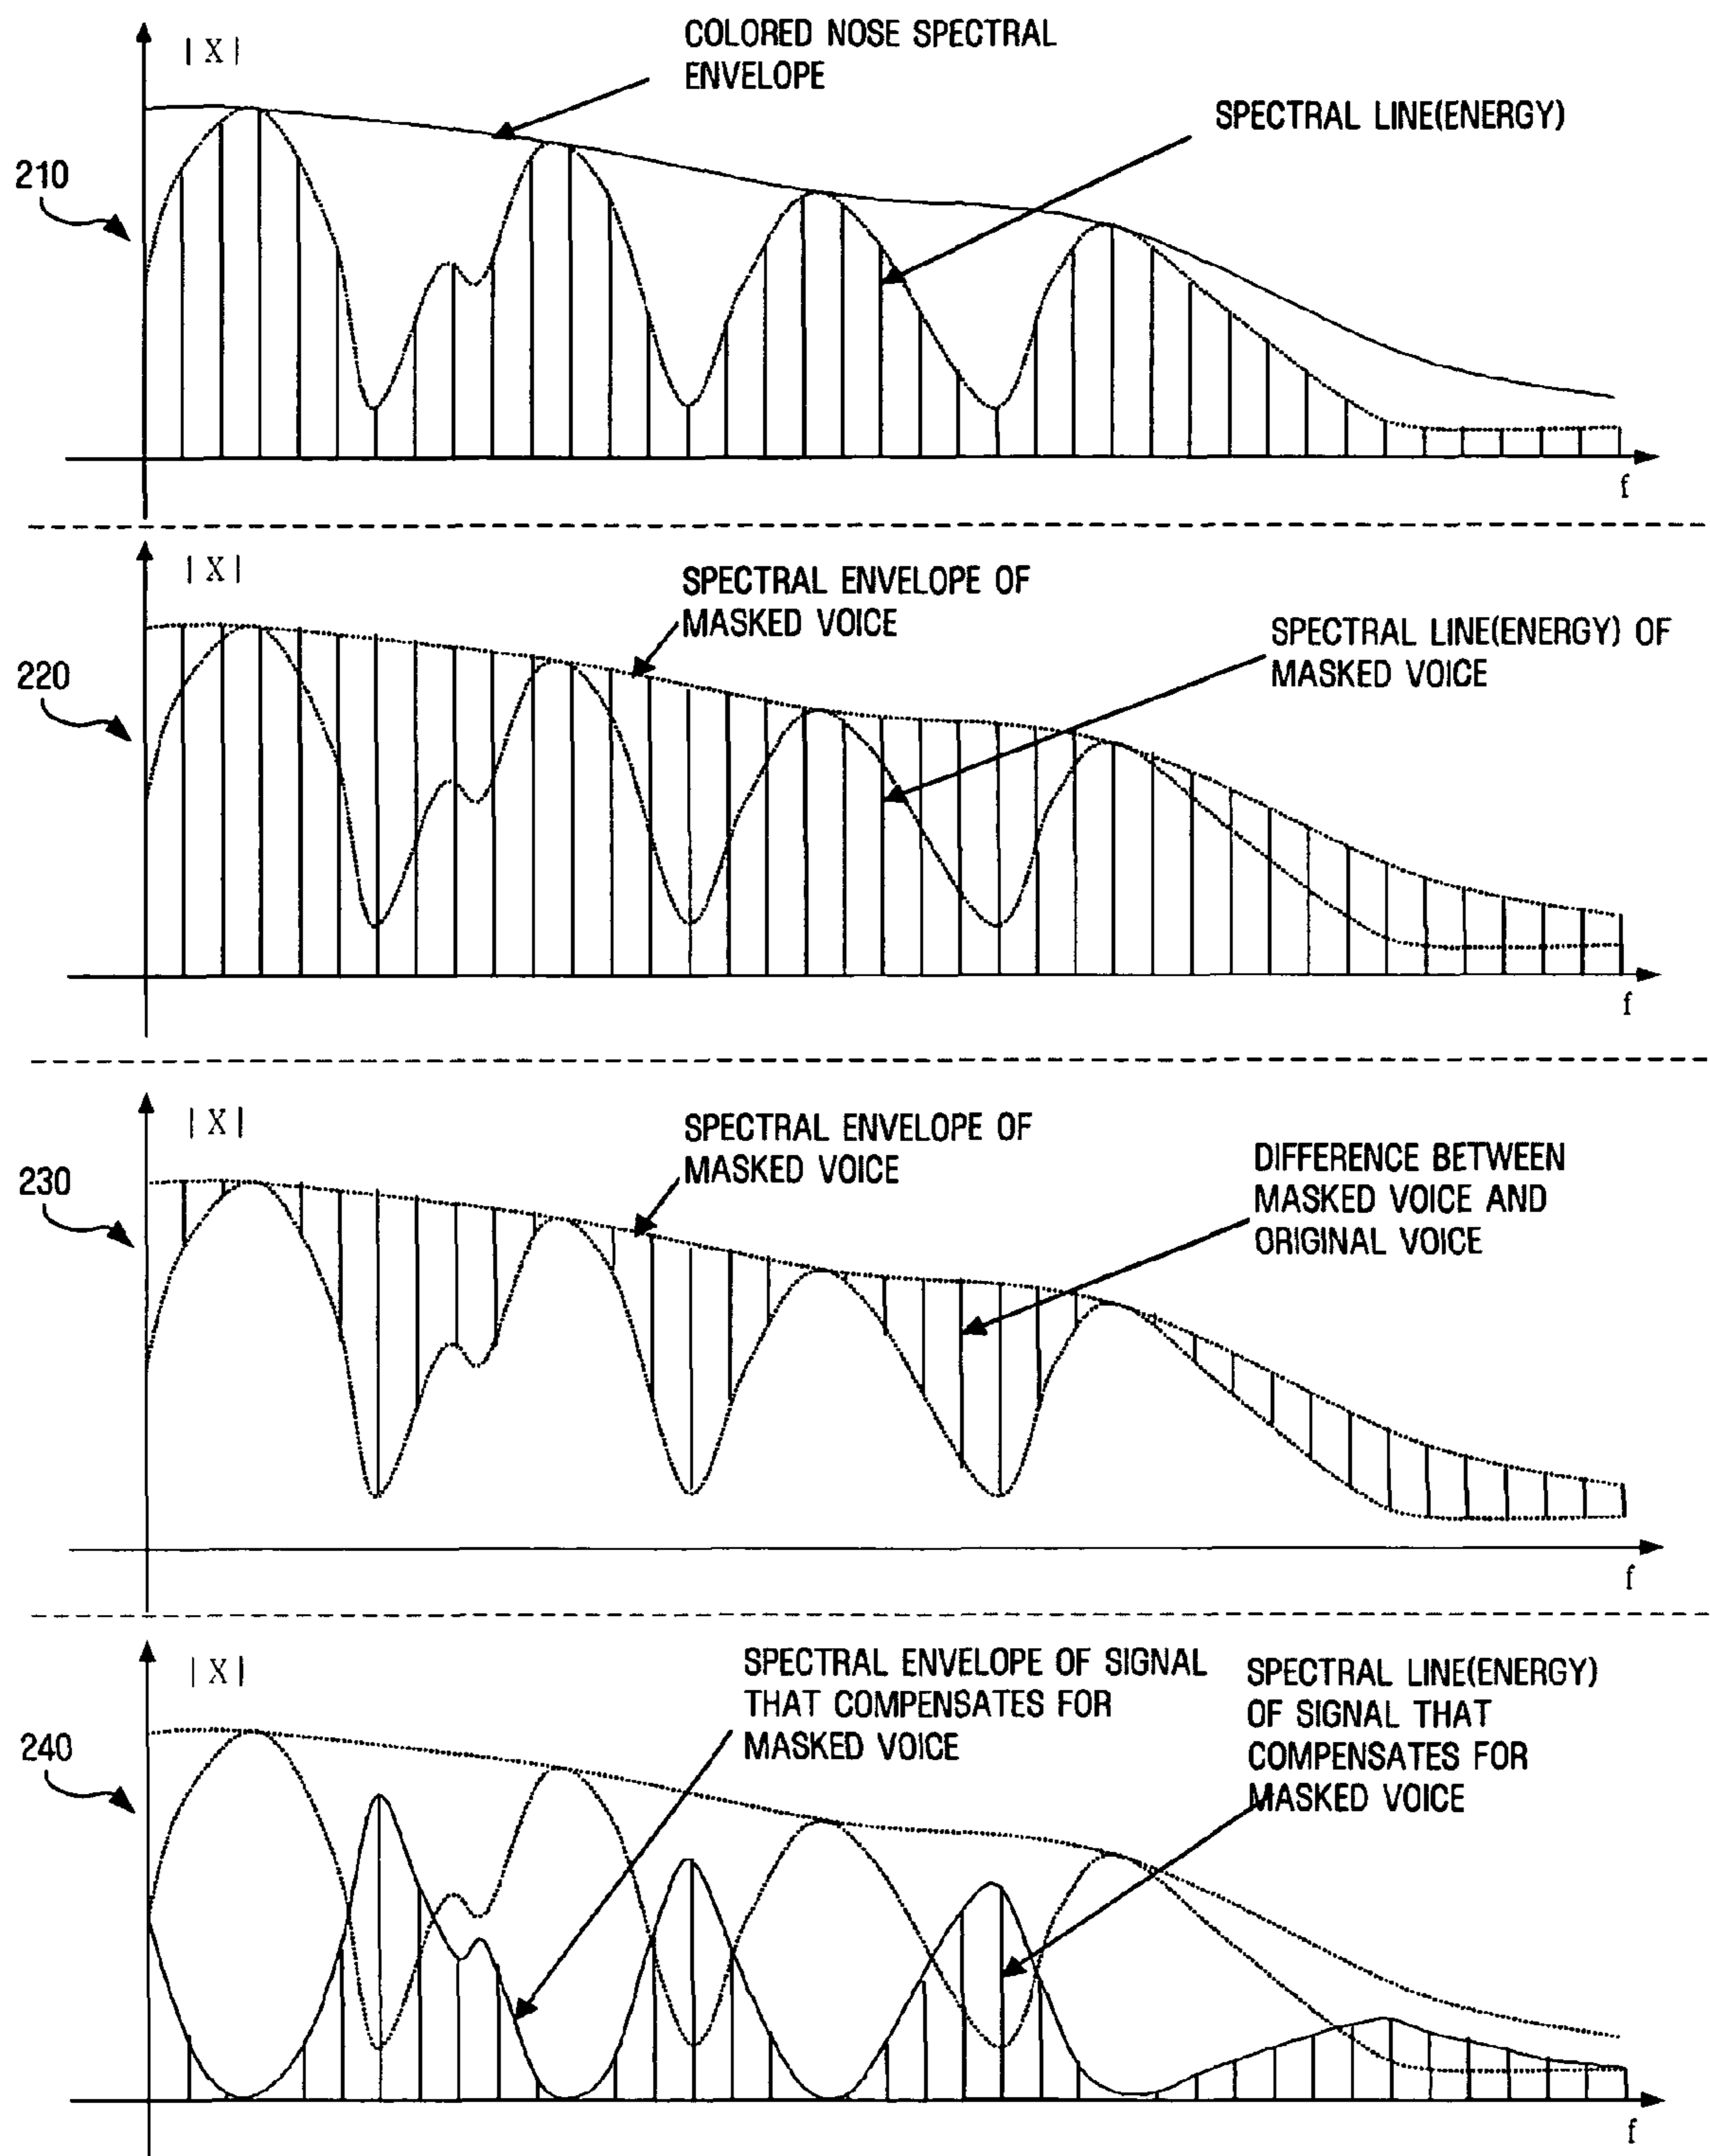 |X|
COLORED NOSE SPECTRAL
ENVELOPE
SPECTRAL LINE(ENERGY)
210
f
|X|
SPECTRAL ENVELOPE OF
MASKED VOICE
SPECTRAL LINE(ENERGY) OF
MASKED VOICE
220
f
|X|
SPECTRAL ENVELOPE OF
MASKED VOICE
DIFFERENCE BETWEEN
MASKED VOICE AND
ORIGINAL VOICE
230
f
|X|
SPECTRAL ENVELOPE OF SIGNAL
THAT COMPENSATES FOR
MASKED VOICE
SPECTRAL LINE(ENERGY)
OF SIGNAL THAT
COMPENSATES FOR
MASKED VOICE
240
f